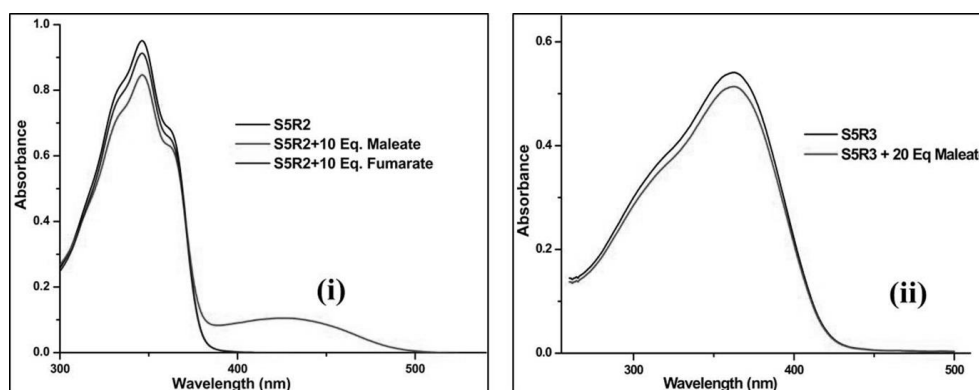 1.0
0.8
0.6
0.4
0.2
0.0
Absorbance
300
400
500
Wavelength (nm)
S5R2
S5R2+10 Eq. Maleate
S5R2+10 Eq. Fumarate
(i)
0.6
0.4
0.2
0.0
Absorbance
300
400
500
Wavelength (nm)
S5R3
S5R3 + 20 Eq Maleate
(ii)